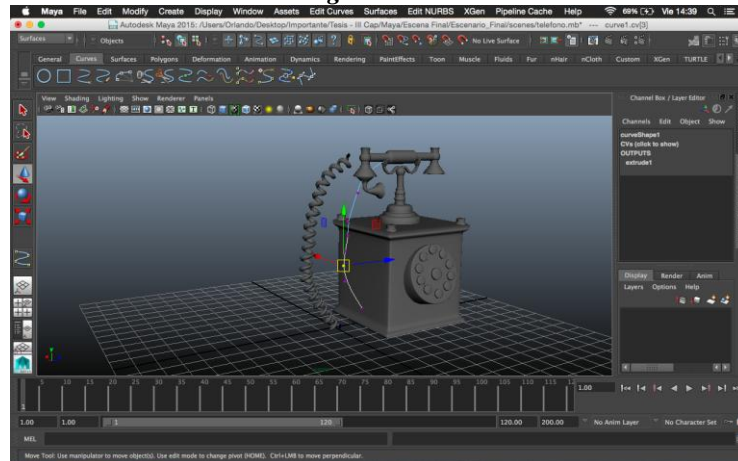 Maya File Edit Modify Create Display Window Assets Edit Curves Surfaces Edit NURBS XGen Pipeline Cache Help 69% Vie 14:39
Autodesk Maya 2015: /Users/Orlando/Desktop/Importante/Tesis - III Cap/Maya/Escena Final/Escenario_Final/scenes/telefono.mb* --- curve1.cv[3]
Surfaces Objects No Live Surface
General Curves Surfaces Polygons Deformation Animation Dynamics Rendering PaintEffects Toon Muscle Fluids Fur nHair nCloth Custom XGen TURTLE
View Shading Lighting Show Renderer Panels
Channel Box / Layer Editor
Channels Edit Object Show
curveShape1
CVs (click to show)
OUTPUTS
extrude1
Display Render Anim
Layers Options Help
5 10 15 20 25 30 35 40 45 50 55 60 65 70 75 80 85 90 95 100 105 110 115 12 1.00
1
1.00 1.00 1 120 120.00 200.00 No Anim Layer No Character Set
MEL
Move Tool: Use manipulator to move object(s). Use edit mode to change pivot (HOME). Ctrl+LMB to move perpendicular.